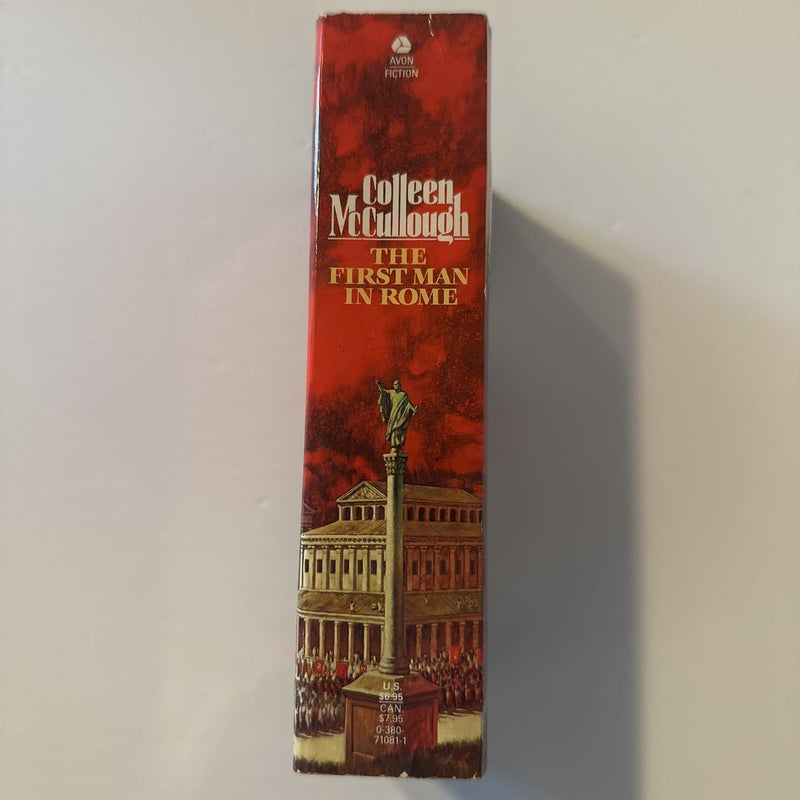 AVON
FICTION
Colleen
McCullough
THE
FIRST MAN
IN ROME
U.S.
$6.95
CAN.
$7.95
0-380-
71081-1